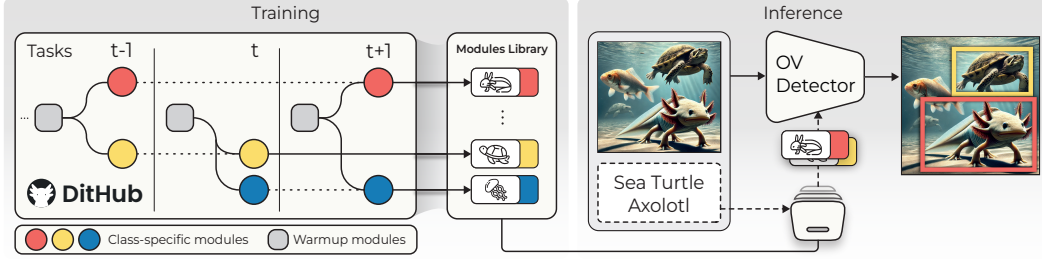 Training
Inference
Tasks
t-1
t
t+1
...
DitHub
Class-specific modules
Warmup modules
Modules Library
OV
Detector
Sea Turtle
Axolotl